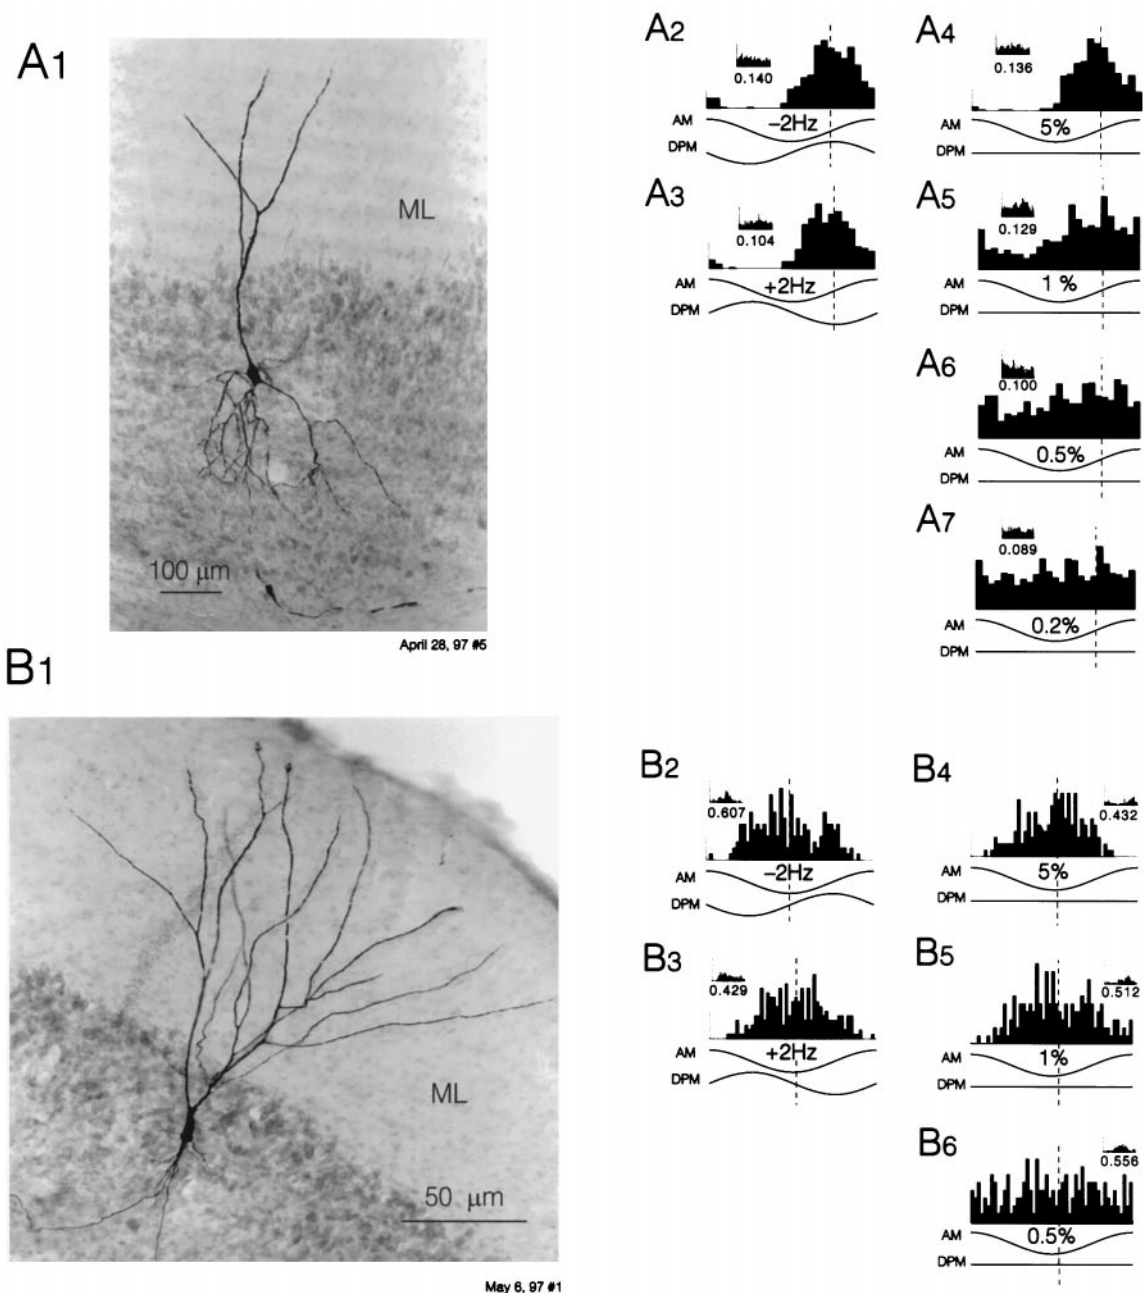 A1
ML
100 μm
April 28, 97 #5
A2
0.140
AM
−2Hz
DPM
A3
0.104
AM
+2Hz
DPM
A4
0.136
AM
5%
DPM
A5
0.129
AM
1 %
DPM
A6
0.100
AM
0.5%
DPM
A7
0.089
AM
0.2%
DPM
B1
ML
50 μm
May 6, 97 #1
B2
0.607
AM
−2Hz
DPM
B3
0.429
AM
+2Hz
DPM
B4
0.432
AM
5%
DPM
B5
0.512
AM
1%
DPM
B6
0.556
AM
0.5%
DPM